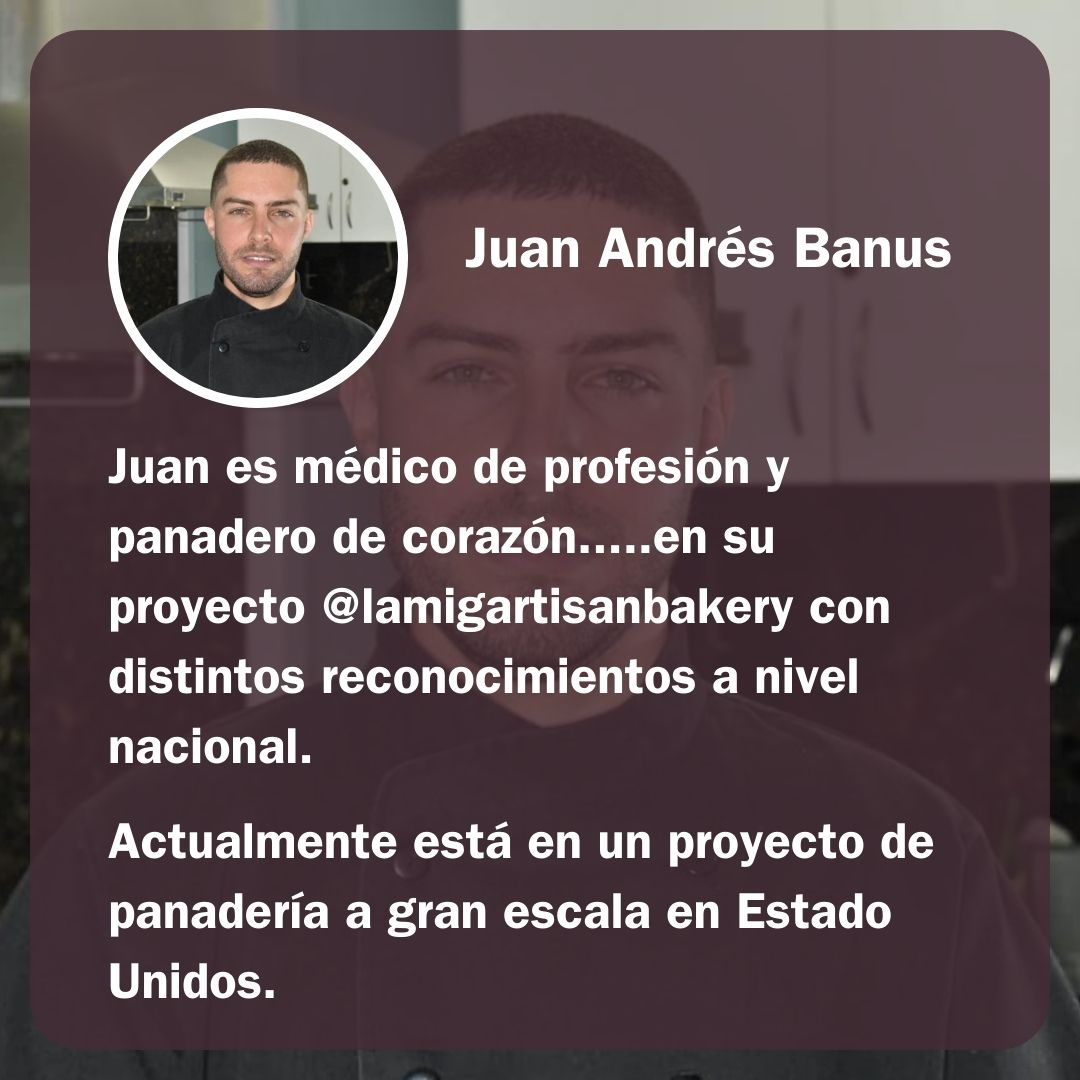 Juan Andrés Banus
Juan es médico de profesión y
panadero de corazón.....en su
proyecto @lamigartisanbakery con
distintos reconocimientos a nivel
nacional.
Actualmente está en un proyecto de
panadería a gran escala en Estado
Unidos.